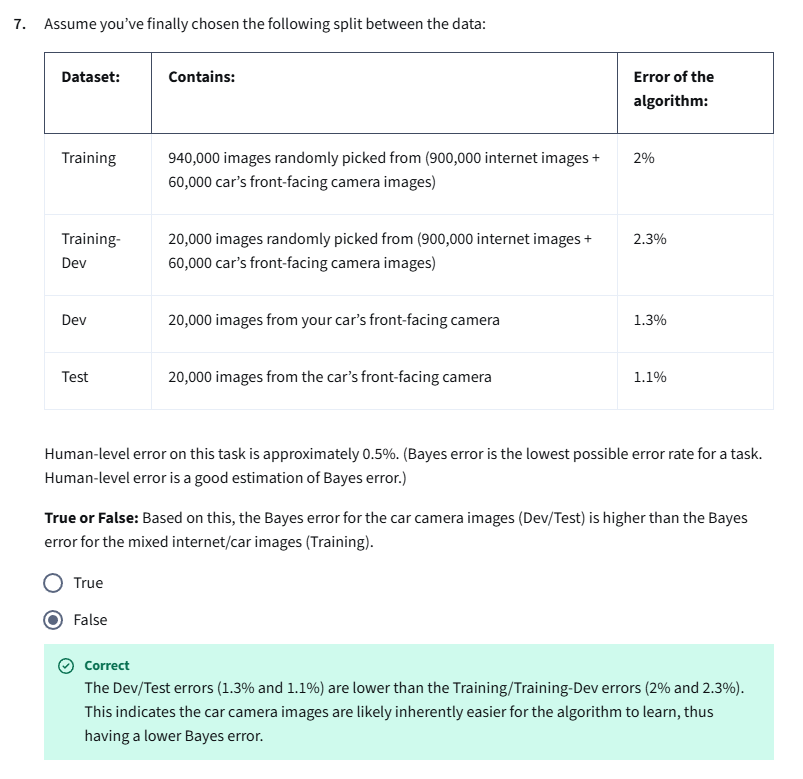 7. Assume you’ve finally chosen the following split between the data:
Dataset: Contains: Error of the
algorithm:
Training 940,000 images randomly picked from (900,000 internet images + 2%
60,000 car’s front-facing camera images)
Training- 20,000 images randomly picked from (900,000 internet images + 2.3%
Dev 60,000 car’s front-facing camera images)
Dev 20,000 images from your car’s front-facing camera 1.3%
Test 20,000 images from the car’s front-facing camera 1.1%
Human-level error on this task is approximately 0.5%. (Bayes error is the lowest possible error rate for a task.
Human-level error is a good estimation of Bayes error.)
True or False: Based on this, the Bayes error for the car camera images (Dev/Test) is higher than the Bayes
error for the mixed internet/car images (Training).
True
False
Correct
The Dev/Test errors (1.3% and 1.1%) are lower than the Training/Training-Dev errors (2% and 2.3%).
This indicates the car camera images are likely inherently easier for the algorithm to learn, thus
having a lower Bayes error.